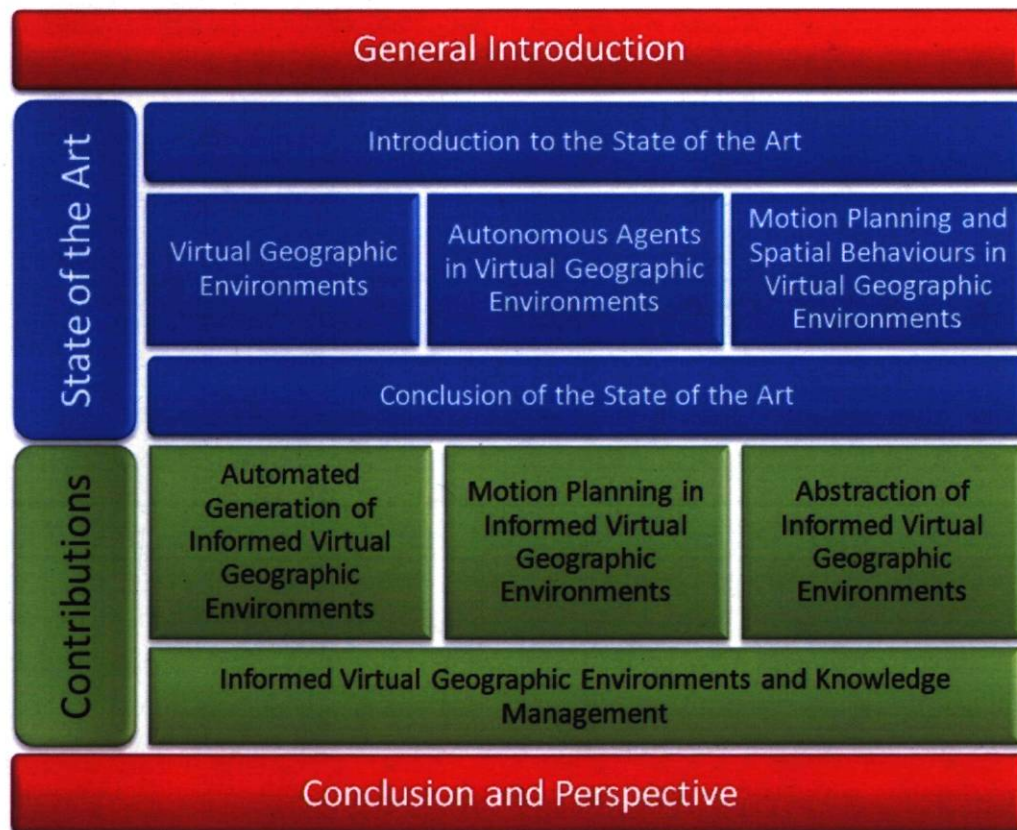 General Introduction
State of the Art
Introduction to the State of the Art
Virtual Geographic
Environments
Autonomous Agents
in Virtual Geographic
Environments
Motion Planning and
Spatial Behaviours in
Virtual Geographic
Environments
Conclusion of the State of the Art
Contributions
Automated
Generation of
Informed Virtual
Geographic
Environments
Motion Planning in
Informed Virtual
Geographic
Environments
Abstraction of
Informed Virtual
Geographic
Environments
Informed Virtual Geographic Environments and Knowledge
Management
Conclusion and Perspective